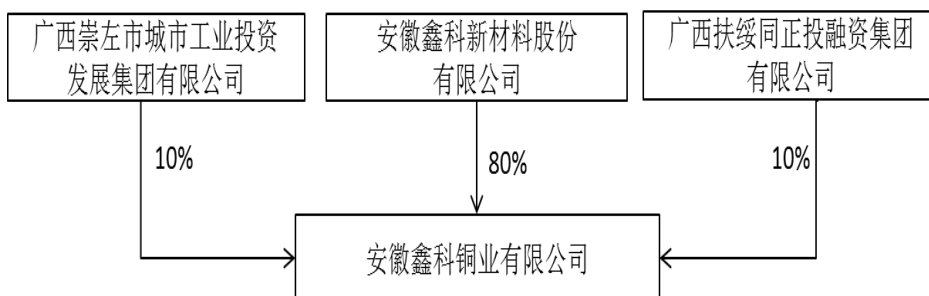 广西崇左市城市工业投资
发展集团有限公司
安徽鑫科新材料股份
有限公司
广西扶绥同正投融资集团
有限公司
10%
80%
10%
安徽鑫科铜业有限公司